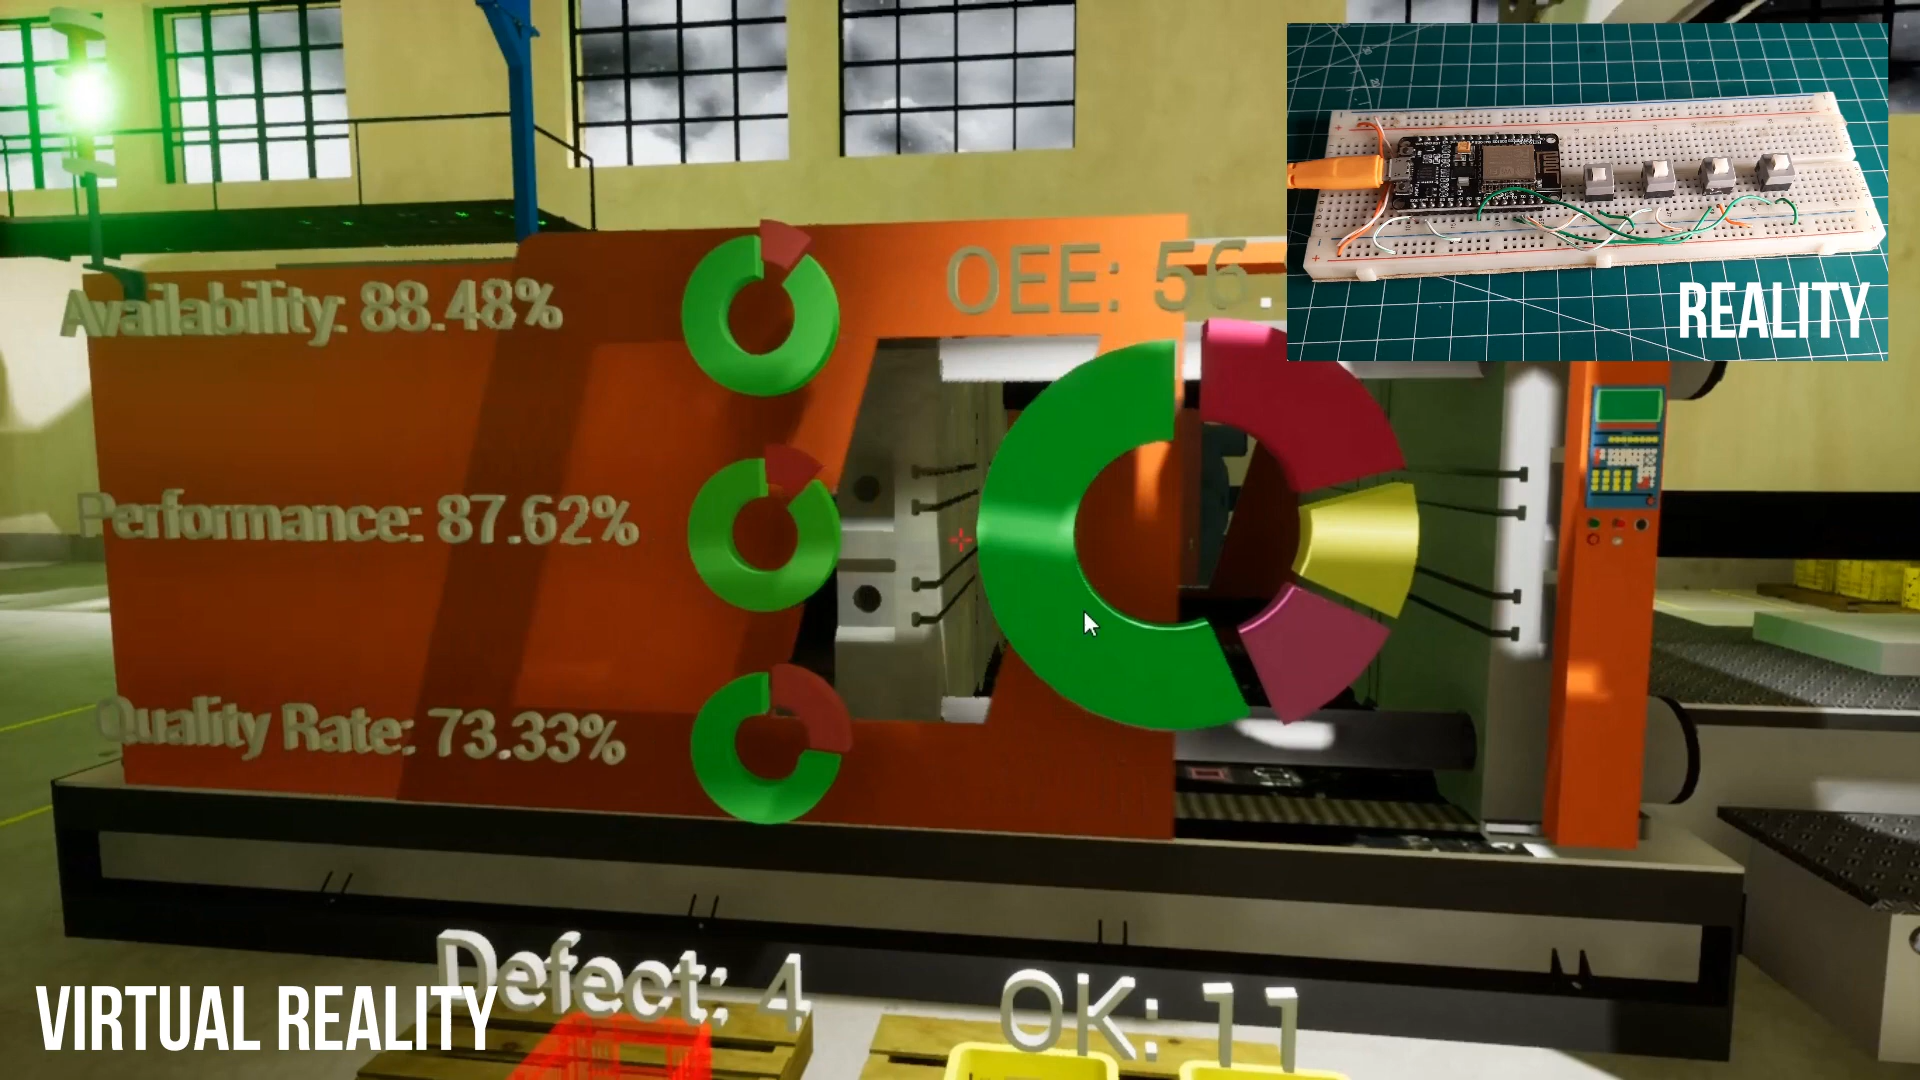 Availability: 88.48%
OEE: 56.
REALITY
Performance: 87.62%
Quality Rate: 73.33%
Defect: 4
OK: 11
VIRTUAL REALITY